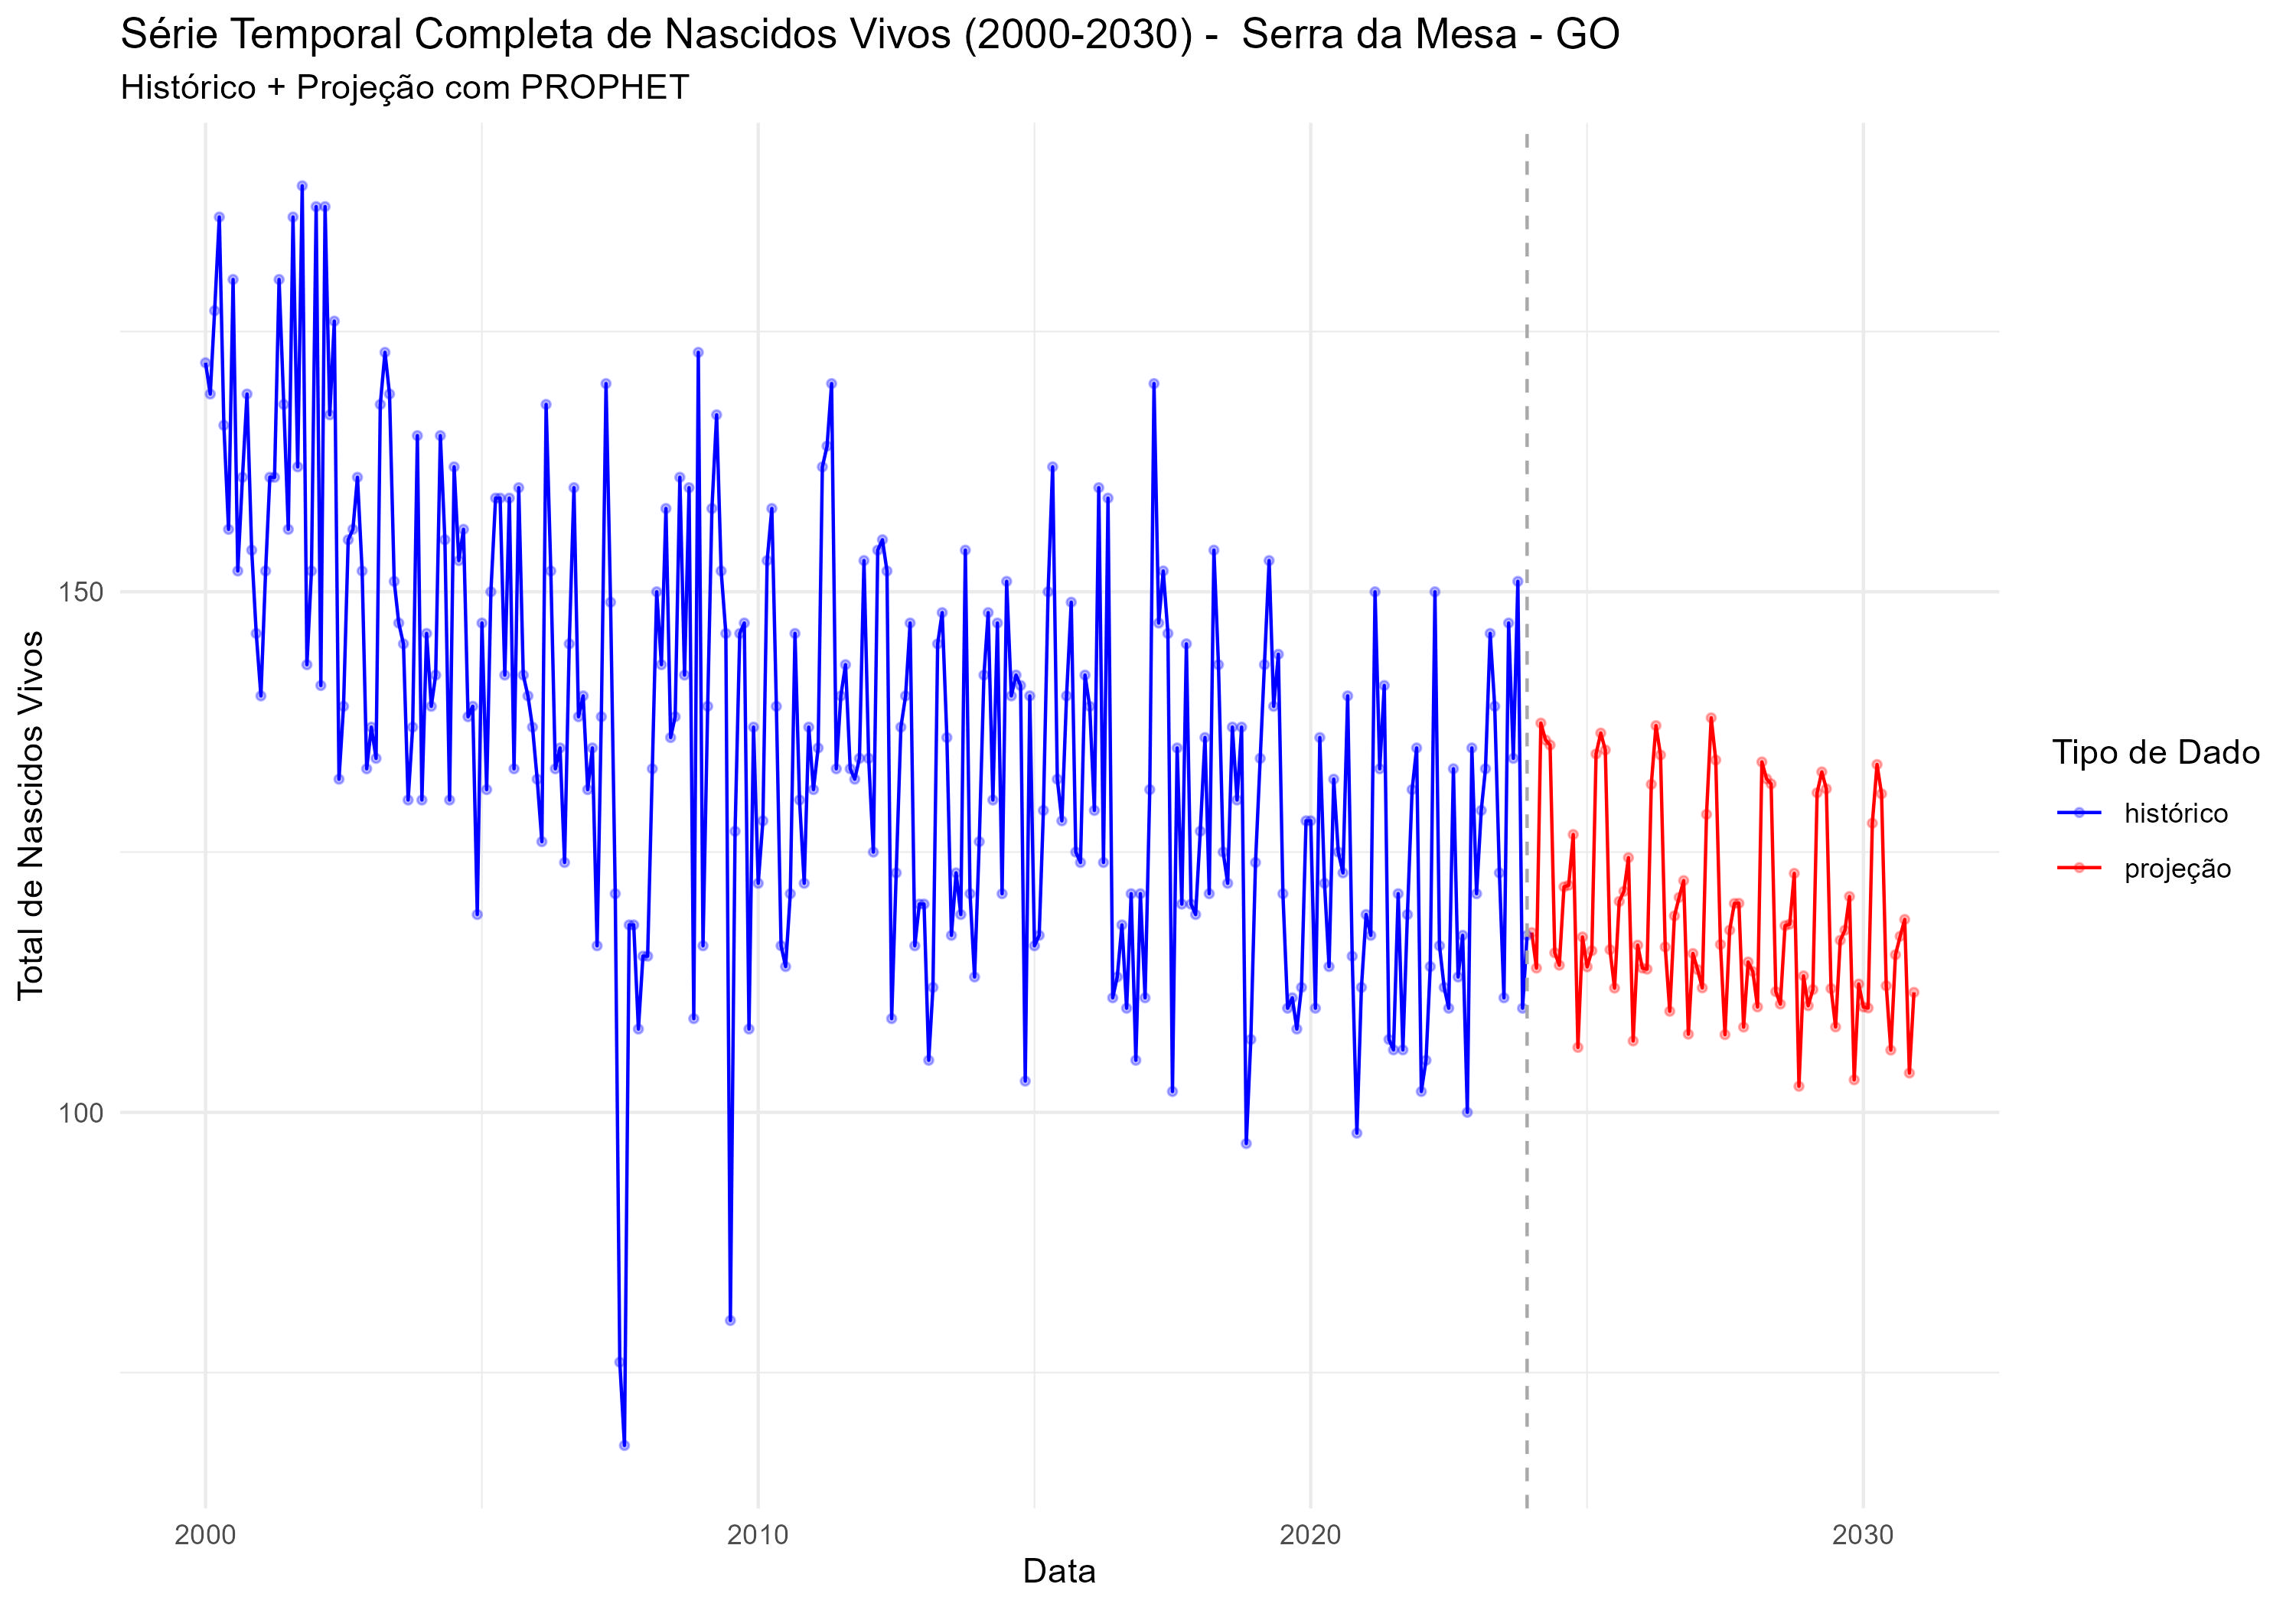 Série Temporal Completa de Nascidos Vivos (2000-2030) -  Serra da Mesa - GO
Histórico + Projeção com PROPHET
Total de Nascidos Vivos
150
100
2000
2010
2020
2030
Data
Tipo de Dado
histórico
projeção